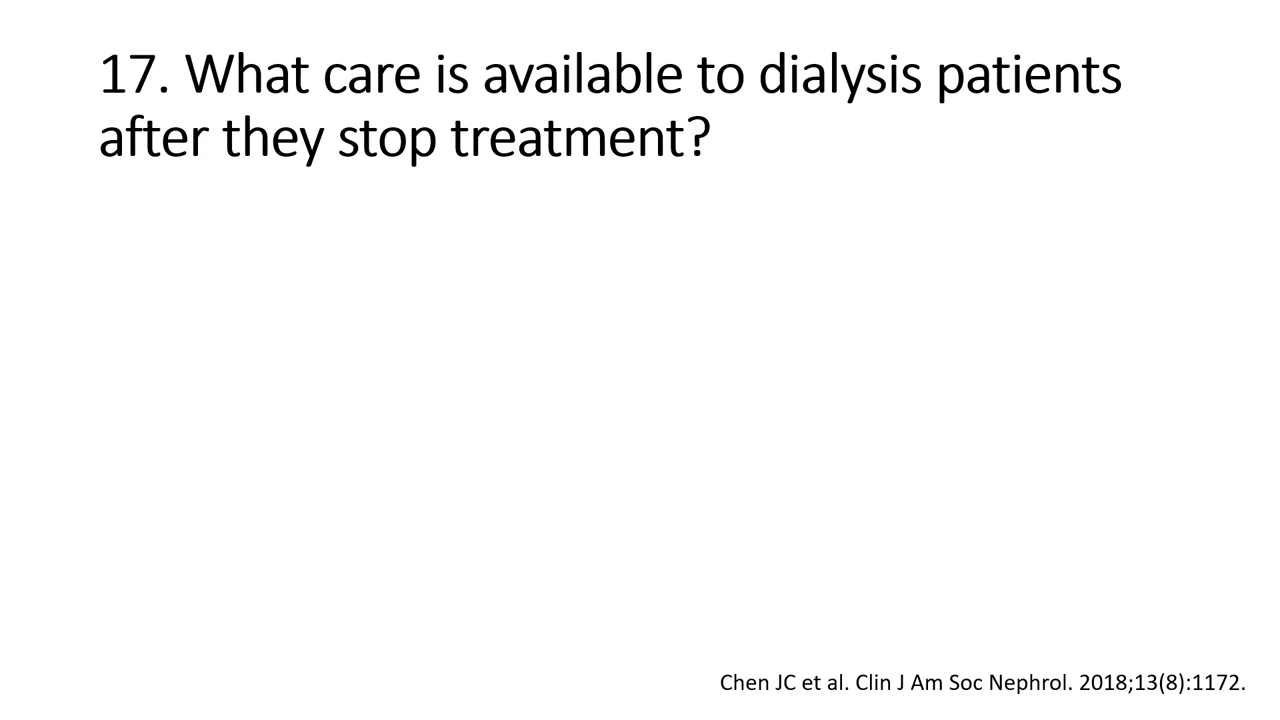 17. What care is available to dialysis patients
after they stop treatment?
Chen JC et al. Clin J Am Soc Nephrol. 2018;13(8):1172.